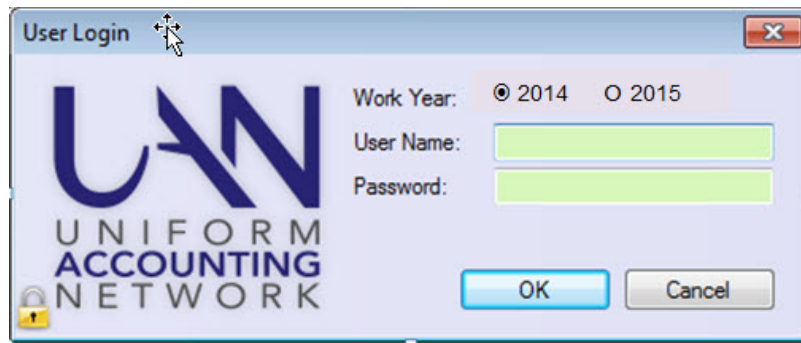 User Login
Work Year: 2014 2015
User Name:
Password:
UAN
UNIFORM
ACCOUNTING
NETWORK
OK Cancel